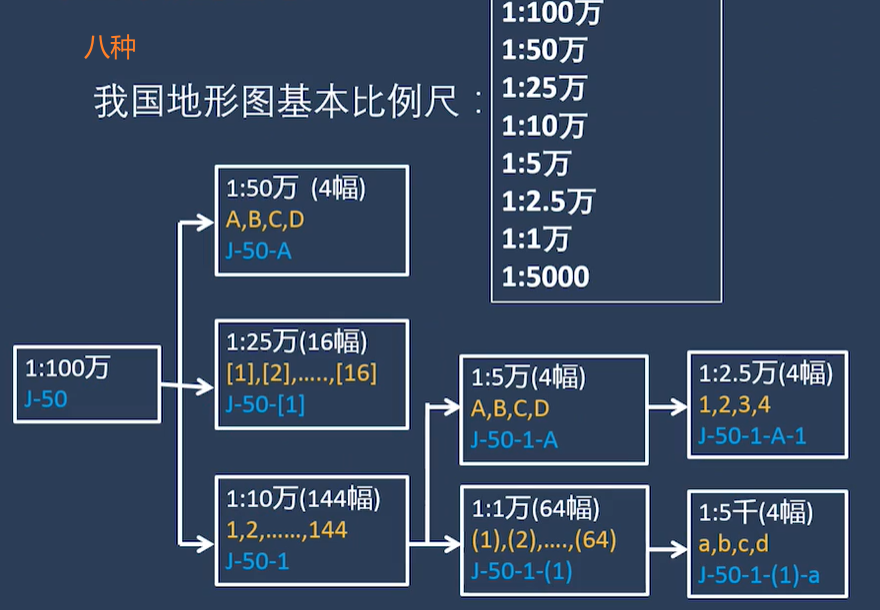 八种
我国地形图基本比例尺：
1:100万
1:50万
1:25万
1:10万
1:5万
1:2.5万
1:1万
1:5000
1:100万
J-50
1:50万 (4幅)
A,B,C,D
J-50-A
1:25万(16幅)
[1],[2],.....,[16]
J-50-[1]
1:10万(144幅)
1,2,......,144
J-50-1
1:5万(4幅)
A,B,C,D
J-50-1-A
1:2.5万(4幅)
1,2,3,4
J-50-1-A-1
1:1万(64幅)
(1),(2),....,(64)
J-50-1-(1)
1:5千(4幅)
a,b,c,d
J-50-1-(1)-a